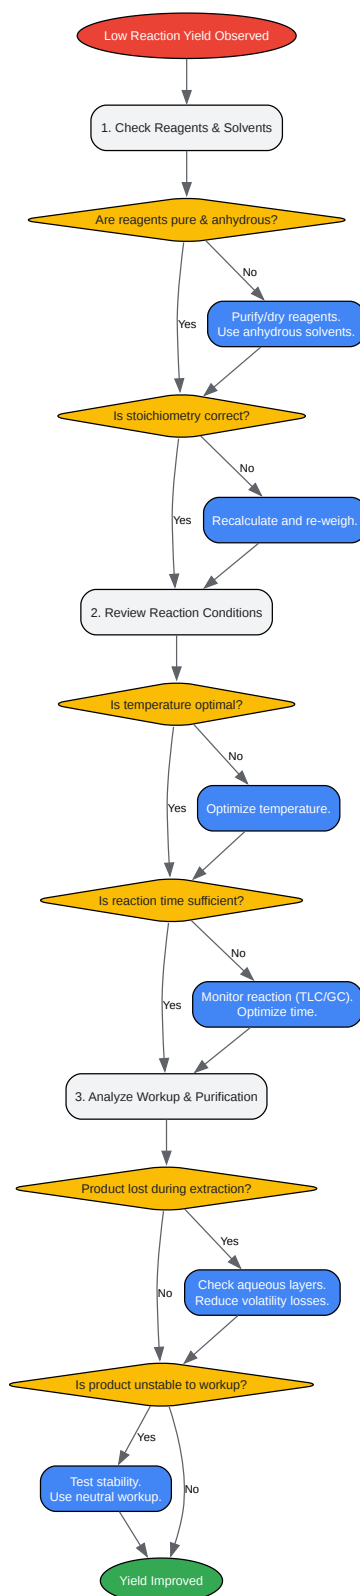 Low Reaction Yield Observed
1. Check Reagents & Solvents
Are reagents pure & anhydrous?
No
Yes
Purify/dry reagents.
Use anhydrous solvents.
Is stoichiometry correct?
No
Yes
Recalculate and re-weigh.
2. Review Reaction Conditions
Is temperature optimal?
No
Yes
Optimize temperature.
Is reaction time sufficient?
No
Yes
Monitor reaction (TLC/GC).
Optimize time.
3. Analyze Workup & Purification
Product lost during extraction?
Yes
No
Check aqueous layers.
Reduce volatility losses.
Is product unstable to workup?
Yes
No
Test stability.
Use neutral workup.
Yield Improved